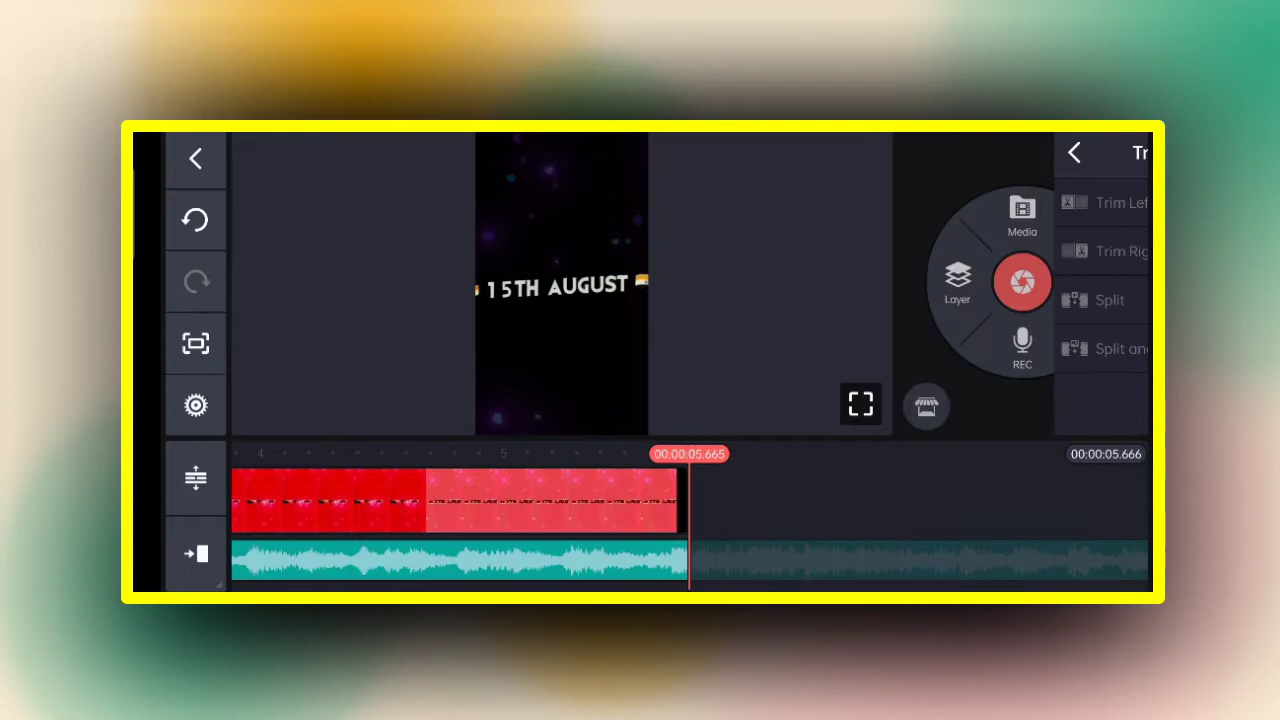 Tr
Trim Lef
Media
Trim Rig
15TH AUGUST
Layer
Split
Split and
REC
4
5
00:00:05.665
00:00:05.666